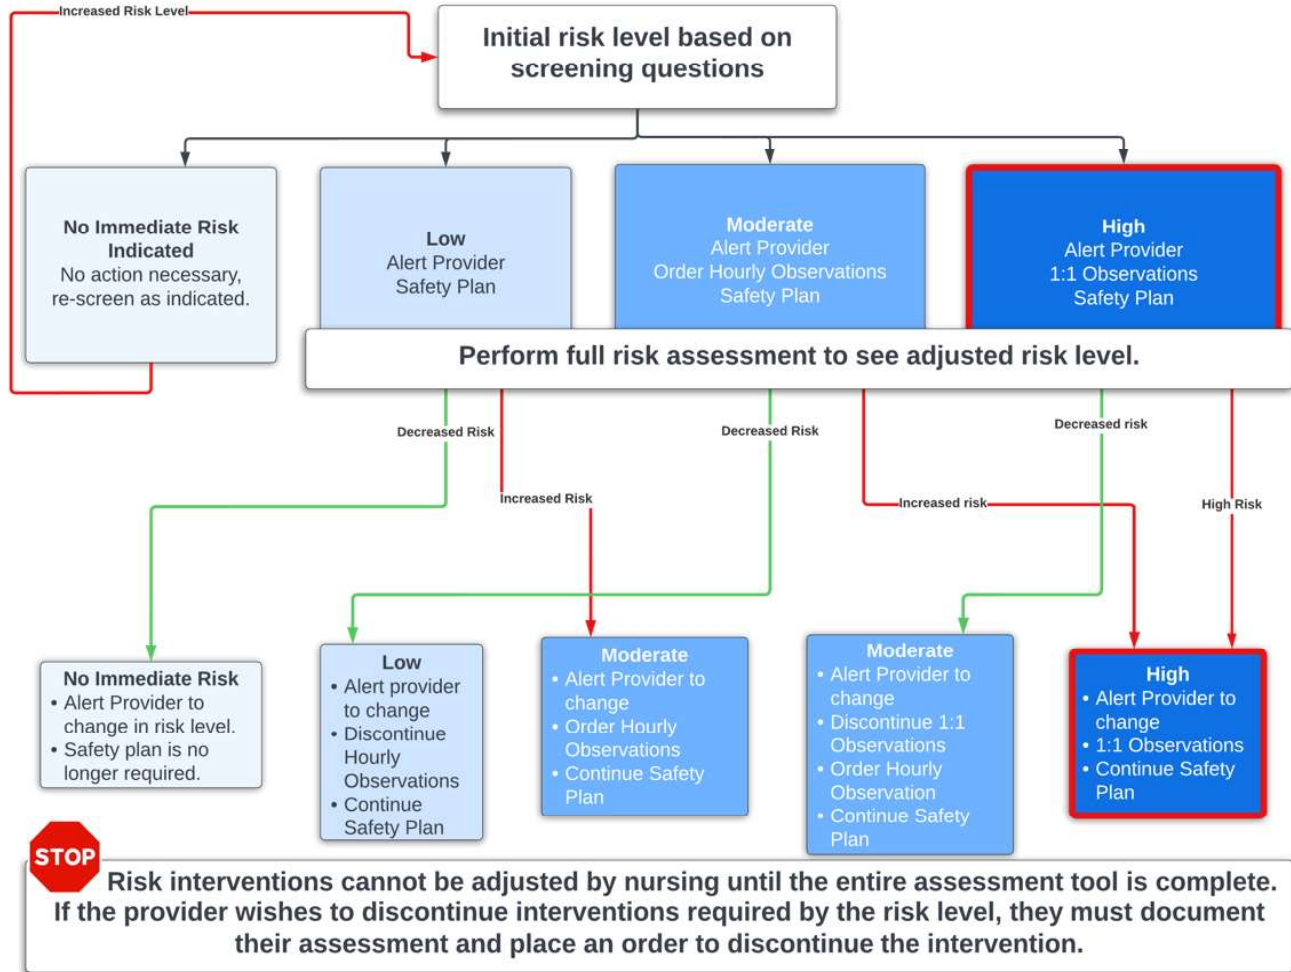 Increased Risk Level
Initial risk level based on
screening questions
No Immediate Risk
Indicated
No action necessary,
re-screen as indicated.
Low
Alert Provider
Safety Plan
Moderate
Alert Provider
Order Hourly Observations
Safety Plan
High
Alert Provider
1:1 Observations
Safety Plan
Perform full risk assessment to see adjusted risk level.
Decreased Risk
Increased Risk
Decreased Risk
Increased risk
Decreased risk
High Risk
No Immediate Risk
• Alert Provider to
change in risk level.
• Safety plan is no
longer required.
Low
• Alert provider
to change
• Discontinue
Hourly
Observations
• Continue
Safety Plan
Moderate
• Alert Provider to
change
• Order Hourly
Observations
• Continue Safety
Plan
Moderate
• Alert Provider to
change
• Discontinue 1:1
Observations
• Order Hourly
Observation
• Continue Safety
Plan
High
• Alert Provider to
change
• 1:1 Observations
• Continue Safety
Plan
STOP
Risk interventions cannot be adjusted by nursing until the entire assessment tool is complete.
If the provider wishes to discontinue interventions required by the risk level, they must document
their assessment and place an order to discontinue the intervention.